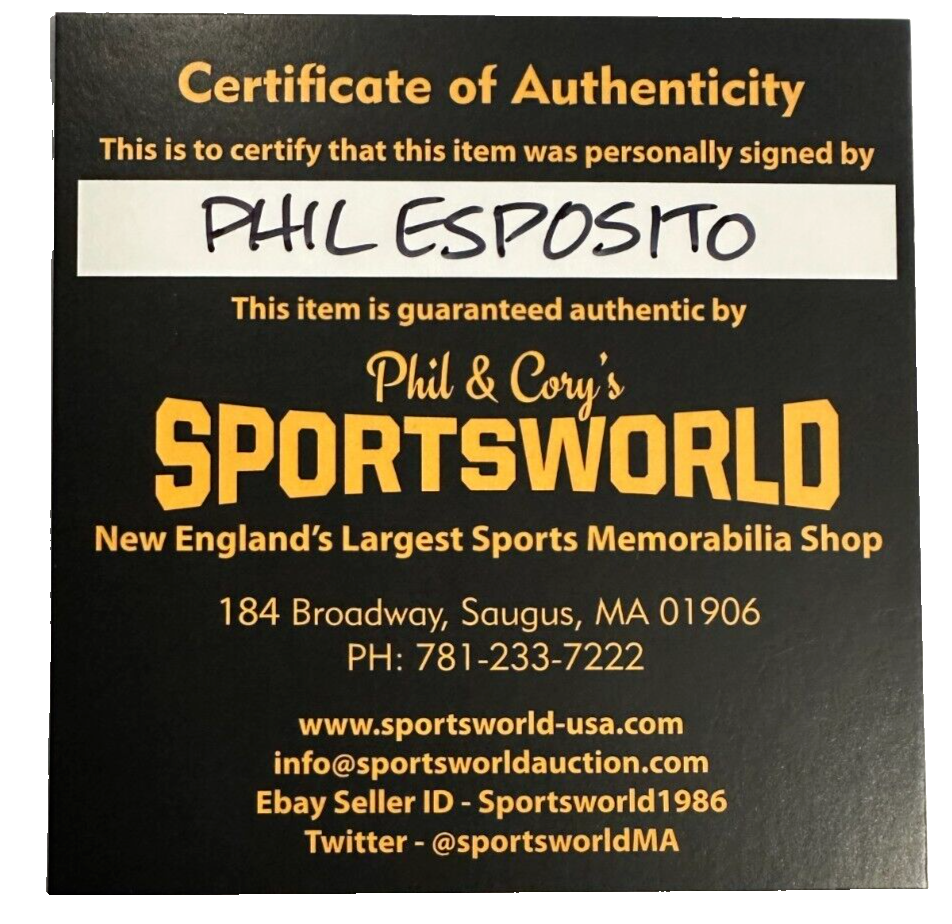 Certificate of Authenticity
This is to certify that this item was personally signed by
PHIL ESPOSITO
This item is guaranteed authentic by
Phil & Cory's
SPORTSWORLD
New England's Largest Sports Memorabilia Shop
184 Broadway, Saugus, MA 01906
PH: 781-233-7222
www.sportsworld-usa.com
info@sportsworldauction.com
Ebay Seller ID - Sportsworld1986
Twitter - @sportsworldMA